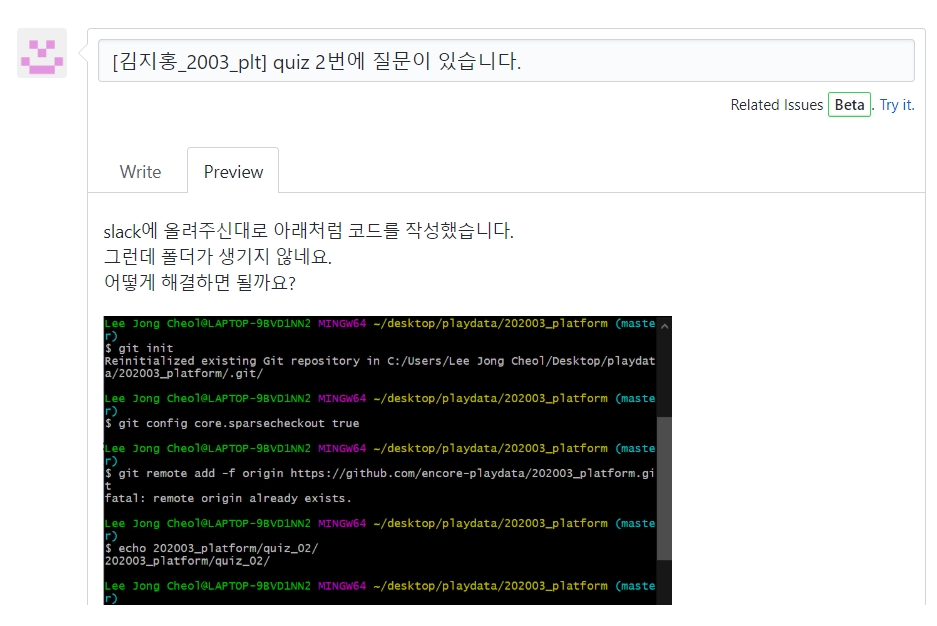 [김지홍_2003_plt] quiz 2번에 질문이 있습니다.
Related Issues Beta. Try it.
Write Preview
slack에 올려주신대로 아래처럼 코드를 작성했습니다.
그런데 폴더가 생기지 않네요.
어떻게 해결하면 될까요?
Lee Jong Cheol@LAPTOP-9BVD1NN2 MINGW64 ~/desktop/playdata/202003_platform (maste
r)
$ git init
Reinitialized existing Git repository in C:/Users/Lee Jong Cheol/Desktop/playdat
a/202003_platform/.git/
Lee Jong Cheol@LAPTOP-9BVD1NN2 MINGW64 ~/desktop/playdata/202003_platform (maste
r)
$ git config core.sparsecheckout true
Lee Jong Cheol@LAPTOP-9BVD1NN2 MINGW64 ~/desktop/playdata/202003_platform (maste
r)
$ git remote add -f origin https://github.com/encore-playdata/202003_platform.gi
t
fatal: remote origin already exists.
Lee Jong Cheol@LAPTOP-9BVD1NN2 MINGW64 ~/desktop/playdata/202003_platform (maste
r)
$ echo 202003_platform/quiz_02/
202003_platform/quiz_02/
Lee Jong Cheol@LAPTOP-9BVD1NN2 MINGW64 ~/desktop/playdata/202003_platform (maste
r)